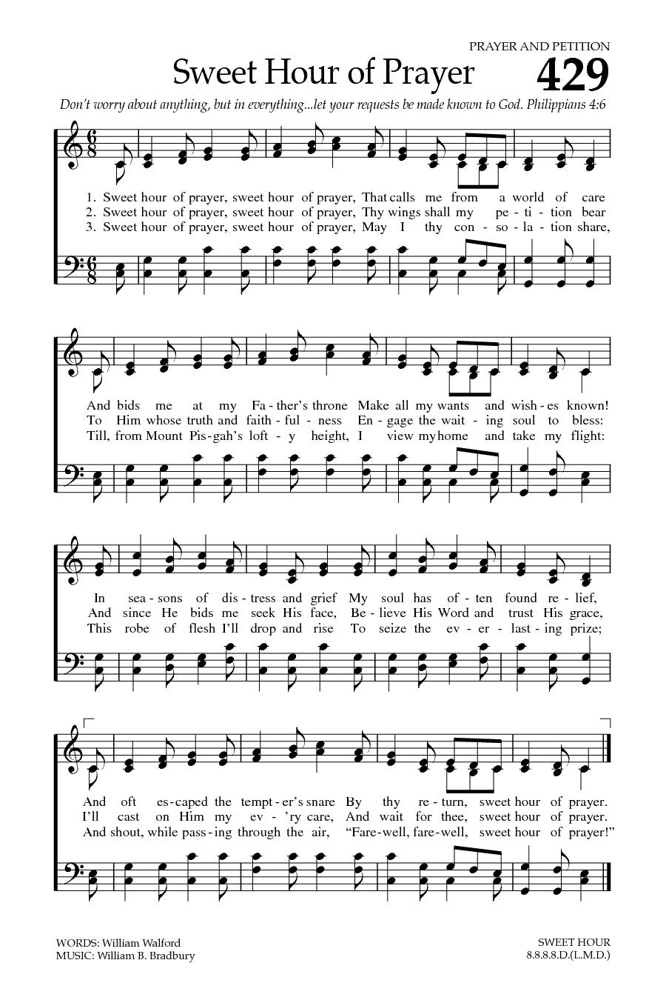 PRAYER AND PETITION
Sweet Hour of Prayer 429
Don't worry about anything, but in everything...let your requests be made known to God. Philippians 4:6
6
8
1. Sweet hour of prayer, sweet hour of prayer, That calls me from a world of care
2. Sweet hour of prayer, sweet hour of prayer, Thy wings shall my pe - ti - tion bear
3. Sweet hour of prayer, sweet hour of prayer, May I thy con - so - la - tion share,
6
8
And bids me at my Fa - ther's throne Make all my wants and wish - es known!
To Him whose truth and faith - ful - ness En - gage the wait - ing soul to bless:
Till, from Mount Pis - gah's loft - y height, I view my home and take my flight:
In sea - sons of dis - tress and grief My soul has of - ten found re - lief,
And since He bids me seek His face, Be - lieve His Word and trust His grace,
This robe of flesh I'll drop and rise To seize the ev - er - last - ing prize;
And oft es - caped the tempt - er's snare By thy re - turn, sweet hour of prayer.
I'll cast on Him my ev - 'ry care, And wait for thee, sweet hour of prayer.
And shout, while pass - ing through the air, “Fare - well, fare - well, sweet hour of prayer!”
WORDS: William Walford
MUSIC: William B. Bradbury
SWEET HOUR
8.8.8.8.D.(L.M.D.)